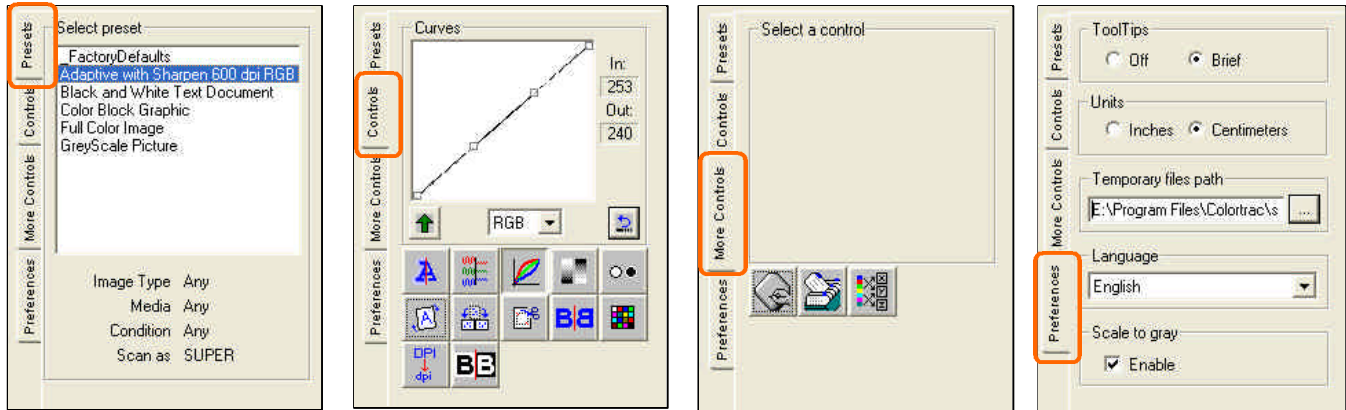 Presets
Controls
More Controls
Preferences
Select preset
_FactoryDefaults
Adaptive with Sharpen 600 dpi RGB
Black and White Text Document
Color Block Graphic
Full Color Image
GreyScale Picture
Image Type Any
Media Any
Condition Any
Scan as SUPER
Presets
Controls
More Controls
Preferences
Curves
In:
253
Out:
240
RGB
A
A
B B
DPI
dpi
B B
Presets
Controls
More Controls
Preferences
Select a control
Presets
Controls
More Controls
Preferences
ToolTips
Off Brief
Units
Inches Centimeters
Temporary files path
E:\Program Files\Colortrac\s ...
Language
English
Scale to gray
Enable